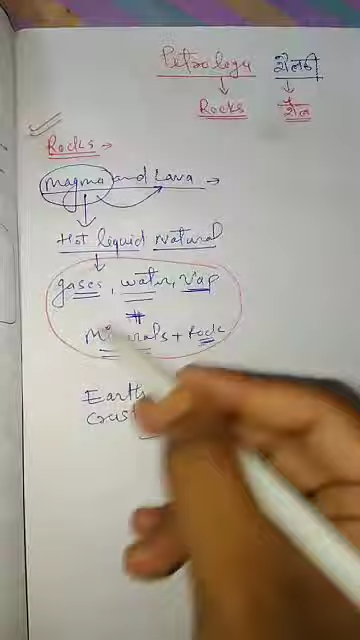 Petrology शैलकी
Rocks शैल
Rocks →
Magma and Lava →
Hot liquid Natural
gases, water, Vap
Minerals + Rock
Earth
Crust